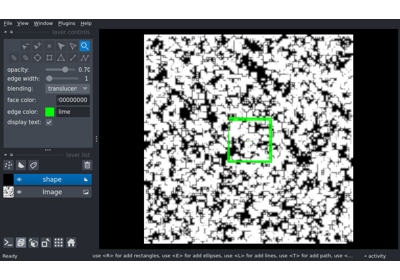 File View Window Plugins Help
layer controls
opacity: 0.70
edge width: 1
blending: translucen
face color: 00000000
edge color: lime
display text:
layer list
shape
Image
Ready
use <R> for add rectangles, use <E> for add ellipses, use <L> for add lines, use <T> for add path, use <...
activity